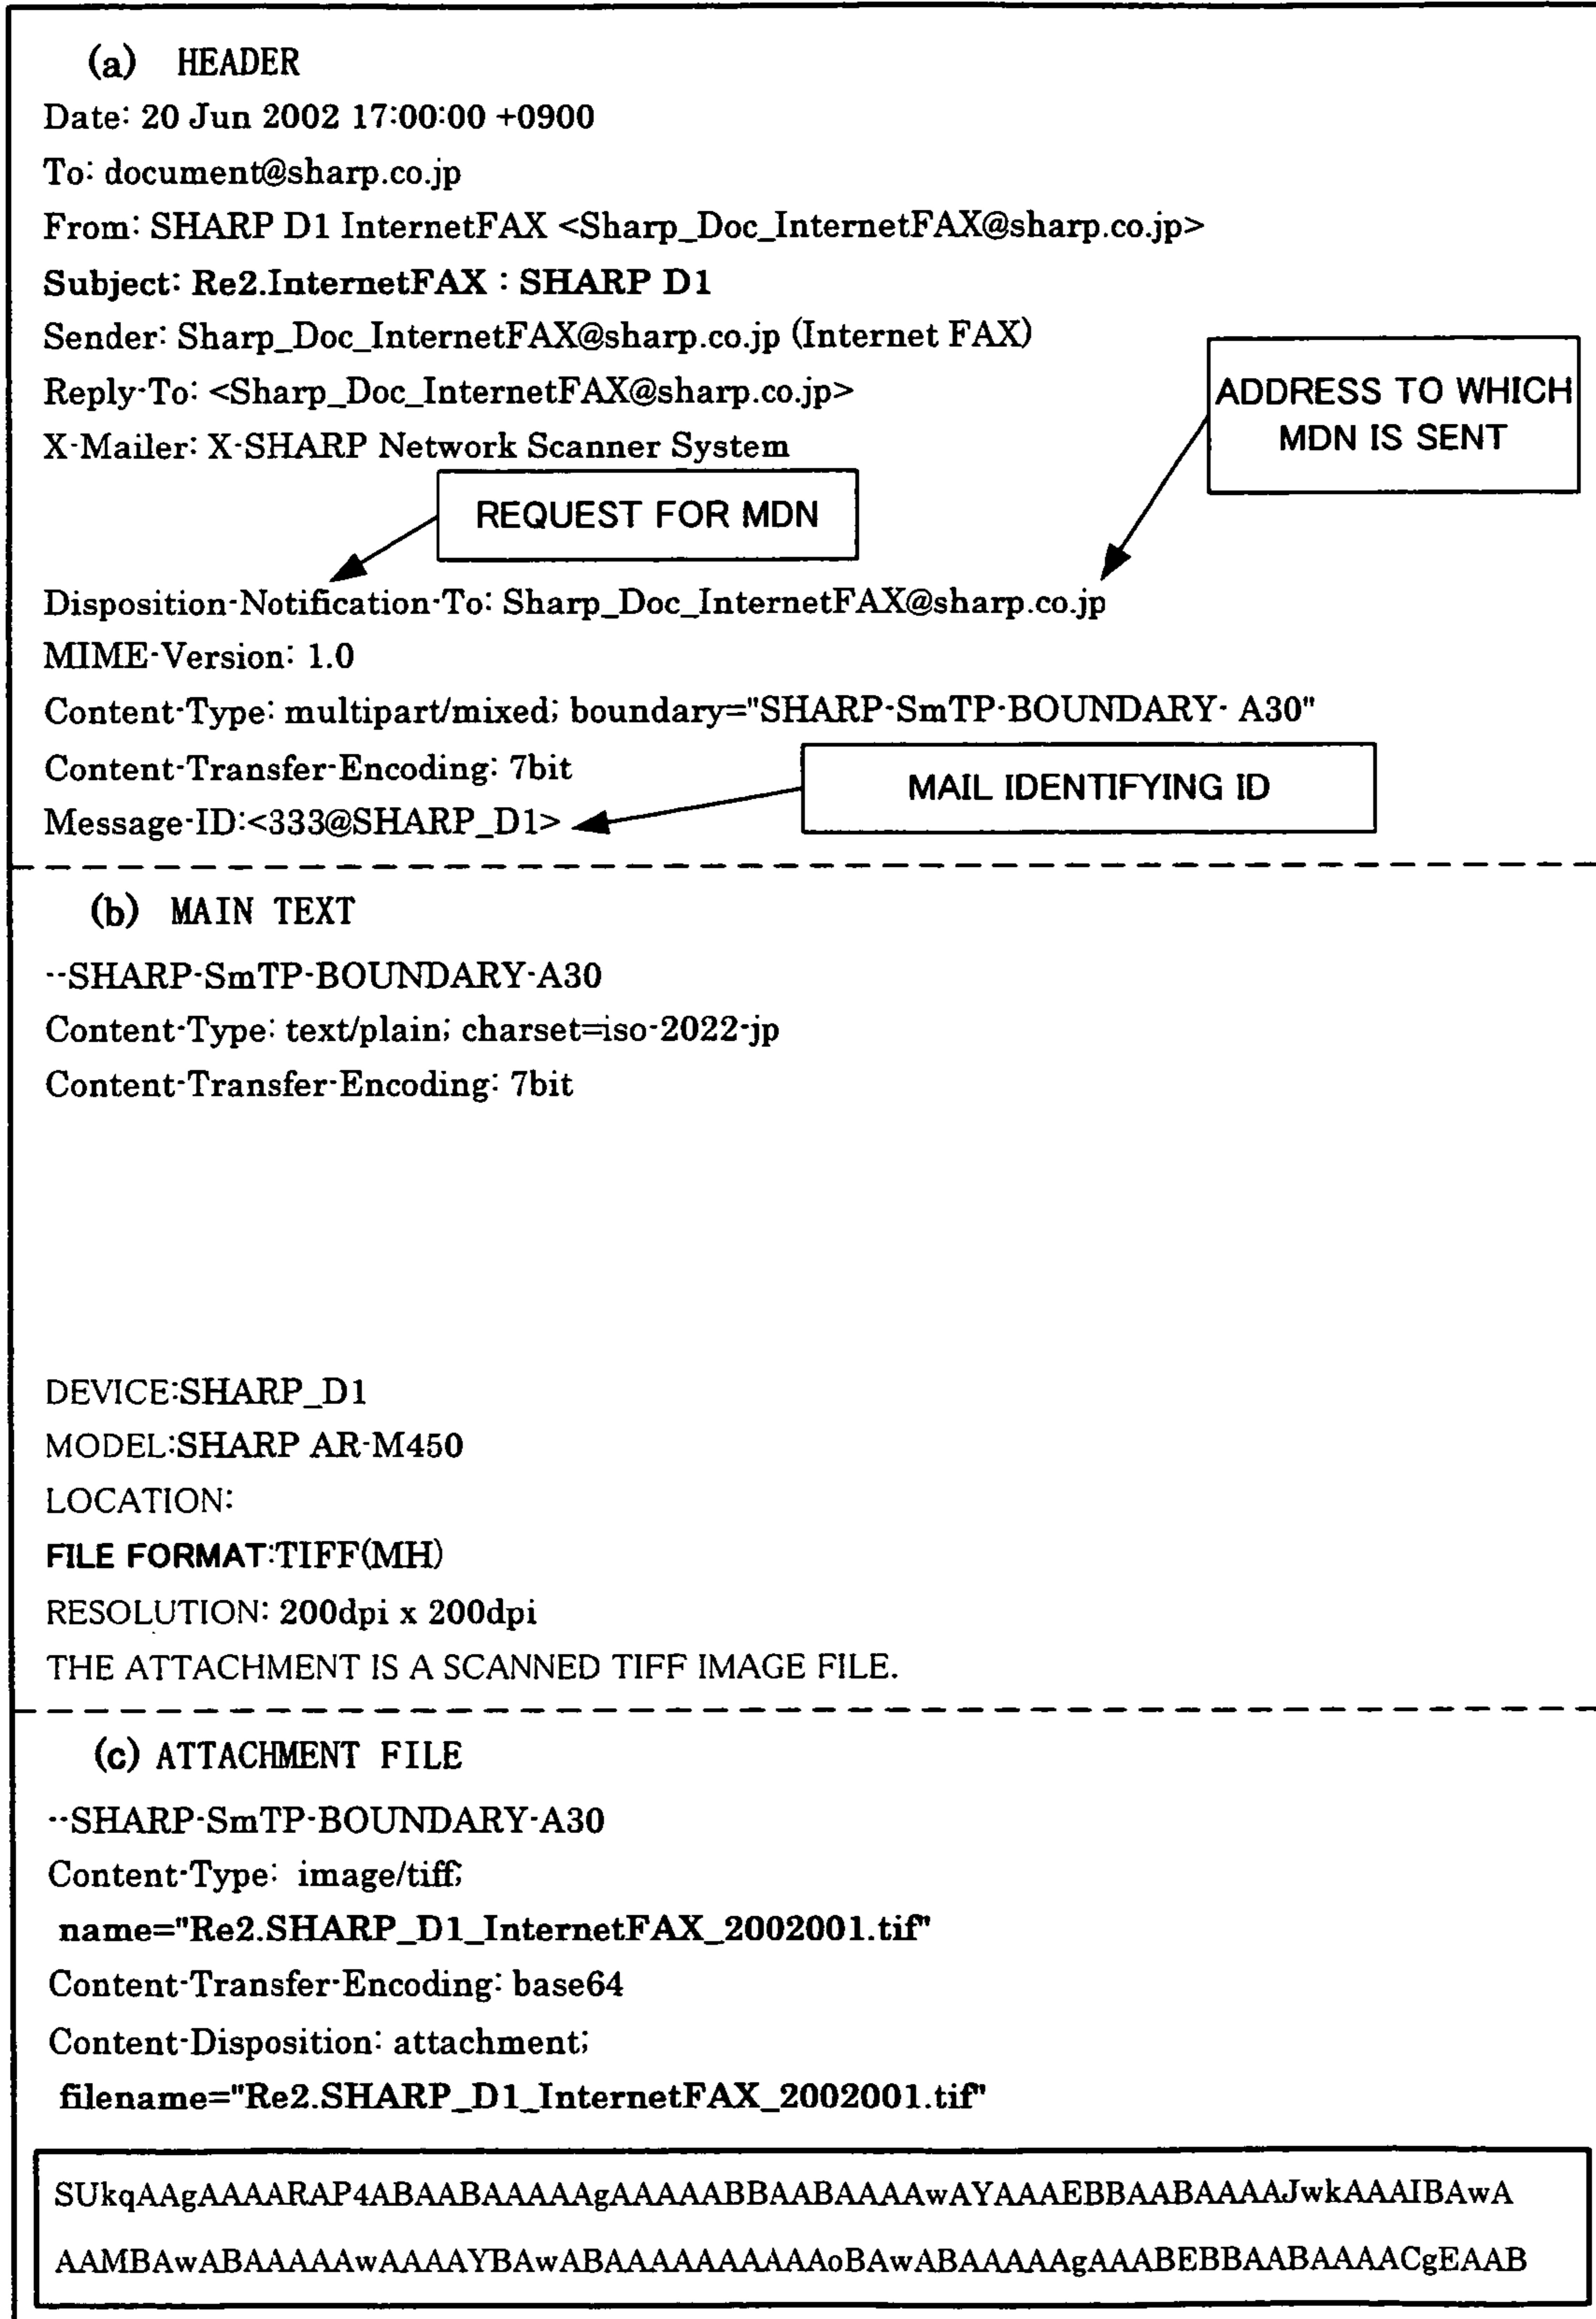 (a) HEADER
Date: 20 Jun 2002 17:00:00 +0900
To: document@sharp.co.jp
From: SHARP D1 InternetFAX <Sharp_Doc_InternetFAX@sharp.co.jp>
Subject: Re2.InternetFAX : SHARP D1
Sender: Sharp_Doc_InternetFAX@sharp.co.jp (Internet FAX)
Reply-To: <Sharp_Doc_InternetFAX@sharp.co.jp>
X-Mailer: X-SHARP Network Scanner System
ADDRESS TO WHICH
MDN IS SENT
REQUEST FOR MDN
Disposition-Notification-To: Sharp_Doc_InternetFAX@sharp.co.jp
MIME-Version: 1.0
Content-Type: multipart/mixed; boundary="SHARP-SmTP-BOUNDARY- A30"
Content-Transfer-Encoding: 7bit
MAIL IDENTIFYING ID
Message-ID:<333@SHARP_D1>
(b) MAIN TEXT
--SHARP-SmTP-BOUNDARY-A30
Content-Type: text/plain; charset=iso-2022-jp
Content-Transfer-Encoding: 7bit
DEVICE:SHARP_D1
MODEL:SHARP AR-M450
LOCATION:
FILE FORMAT:TIFF(MH)
RESOLUTION: 200dpi x 200dpi
THE ATTACHMENT IS A SCANNED TIFF IMAGE FILE.
(c) ATTACHMENT FILE
--SHARP-SmTP-BOUNDARY-A30
Content-Type: image/tiff;
name="Re2.SHARP_D1_InternetFAX_2002001.tif"
Content-Transfer-Encoding: base64
Content-Disposition: attachment;
filename="Re2.SHARP_D1_InternetFAX_2002001.tif"
SUkqAAgAAAARAP4ABAABAAAAAgAAAAABBAABAAAAwAYAAAEBBAABAAAAJwkAAAIBAwA
AAMBAwABAAAAAwAAAAYBAwABAAAAAAAAAAoBAwABAAAAAgAAABEBBAABAAAACgEAAB